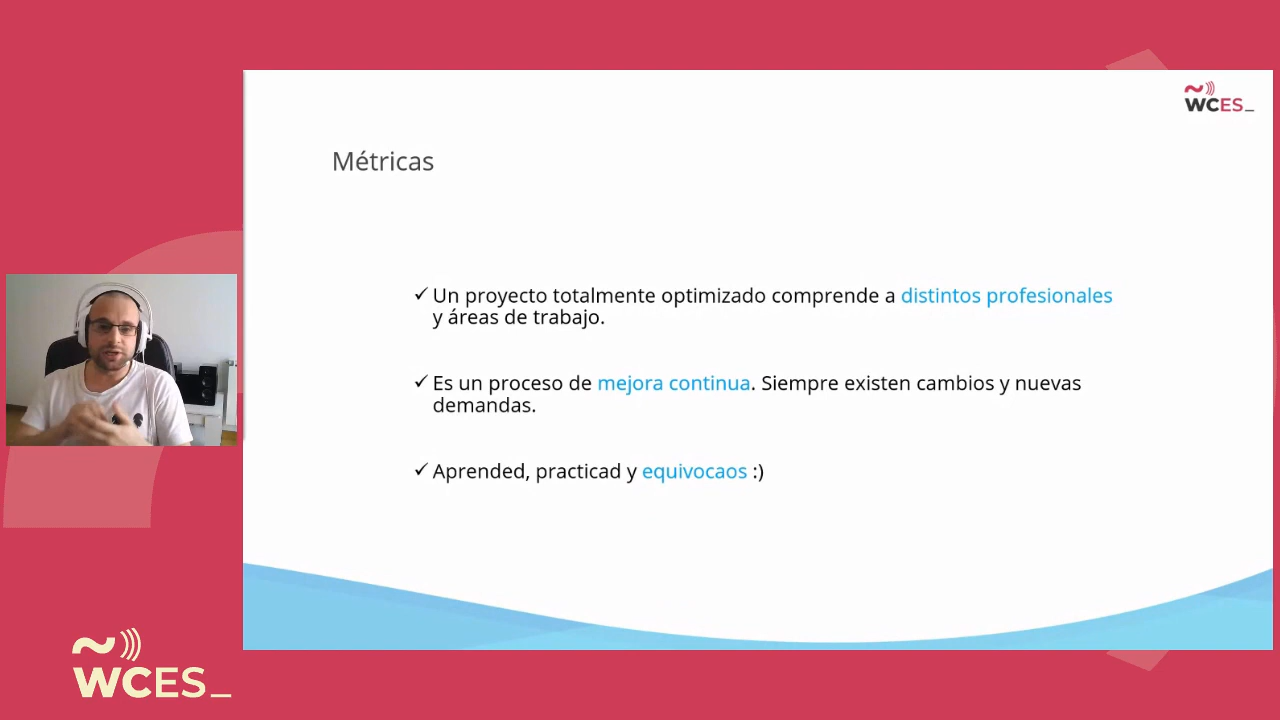 WCES_
Métricas
✓ Un proyecto totalmente optimizado comprende a distintos profesionales
y áreas de trabajo.
✓ Es un proceso de mejora continua. Siempre existen cambios y nuevas
demandas.
✓ Aprended, practicad y equivocaos :)
WCES_